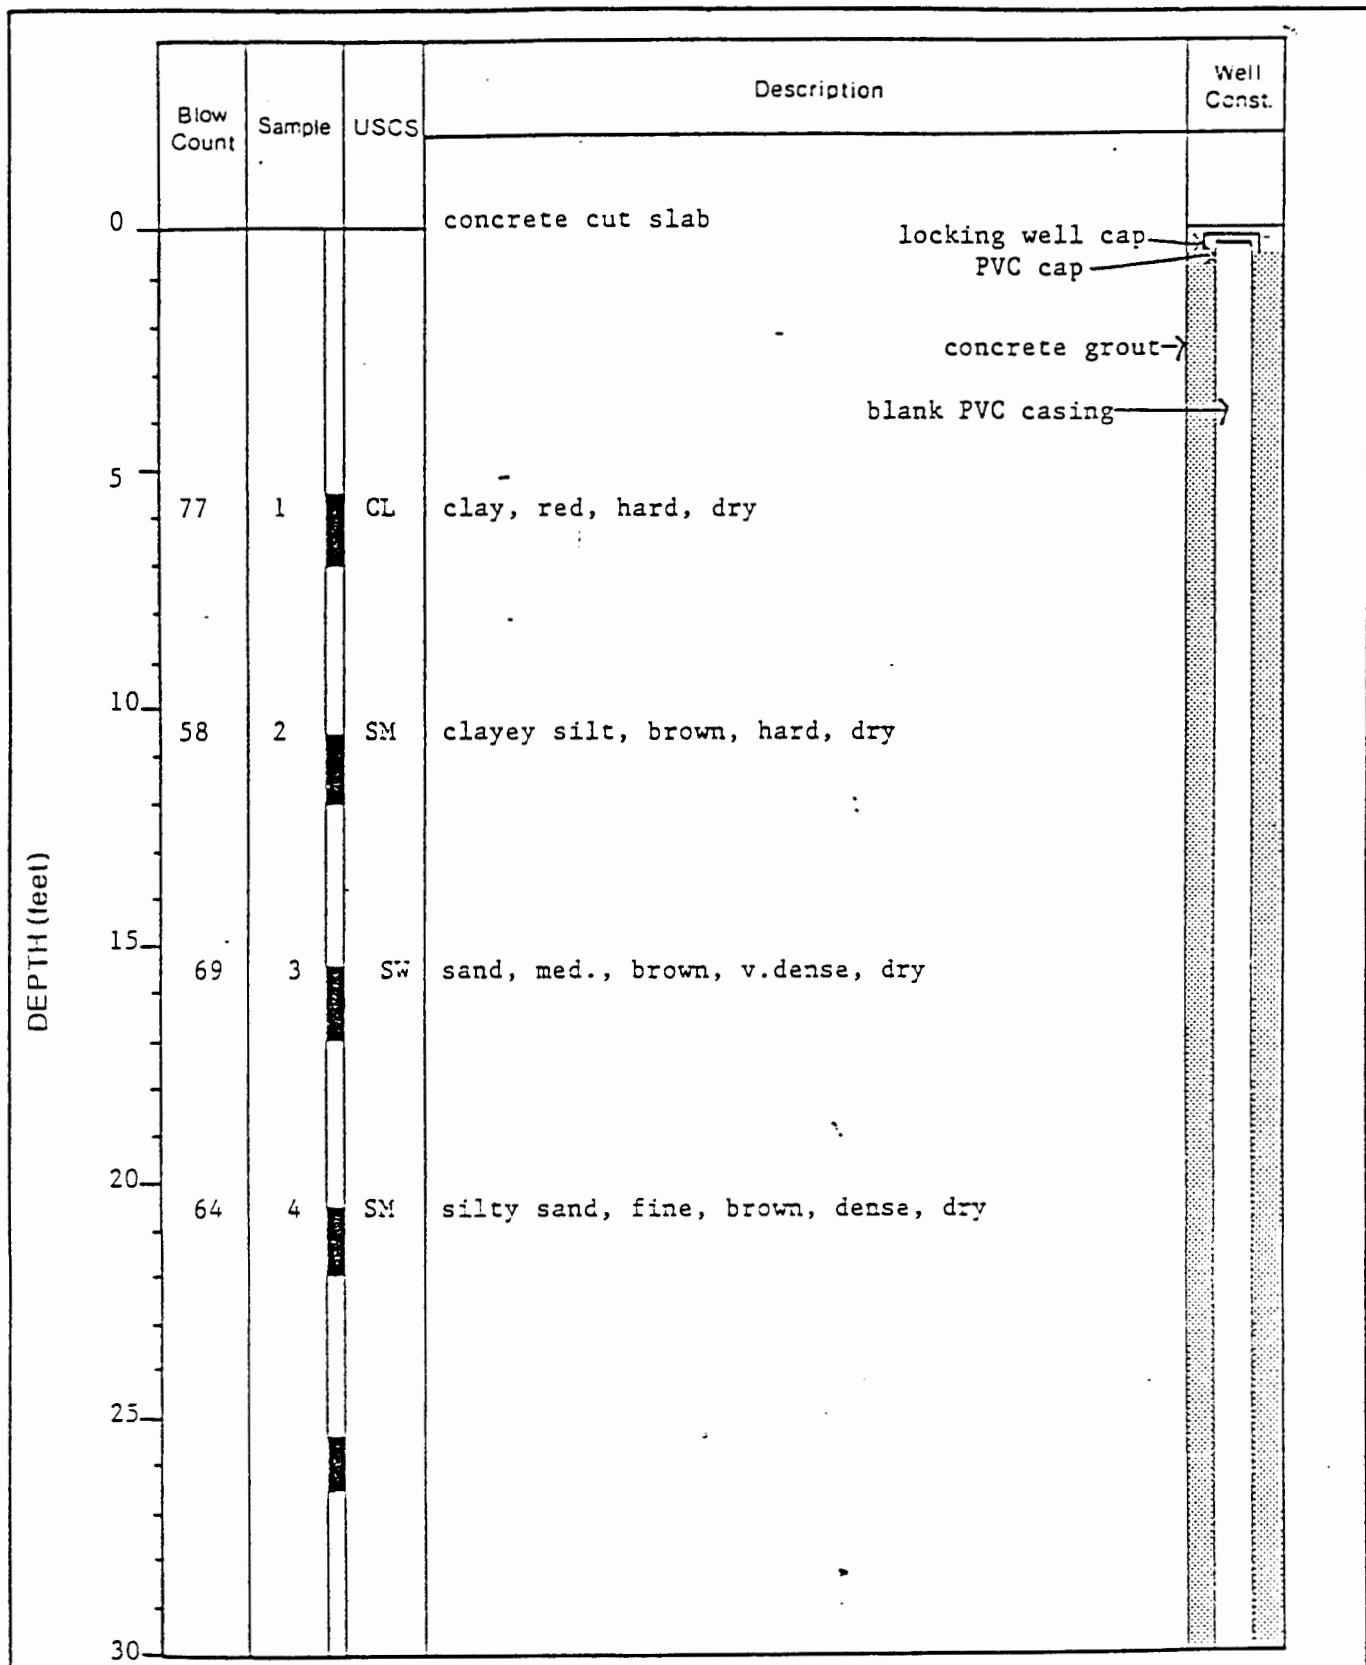 Blow Count Sample USCS Description Well Const.
0 concrete cut slab
locking well cap
PVC cap
concrete grout
blank PVC casing
5
77 1 CL clay, red, hard, dry
10
58 2 SM clayey silt, brown, hard, dry
DEPTH (feet)
15
69 3 SW sand, med., brown, v.dense, dry
20
64 4 SM silty sand, fine, brown, dense, dry
25
30